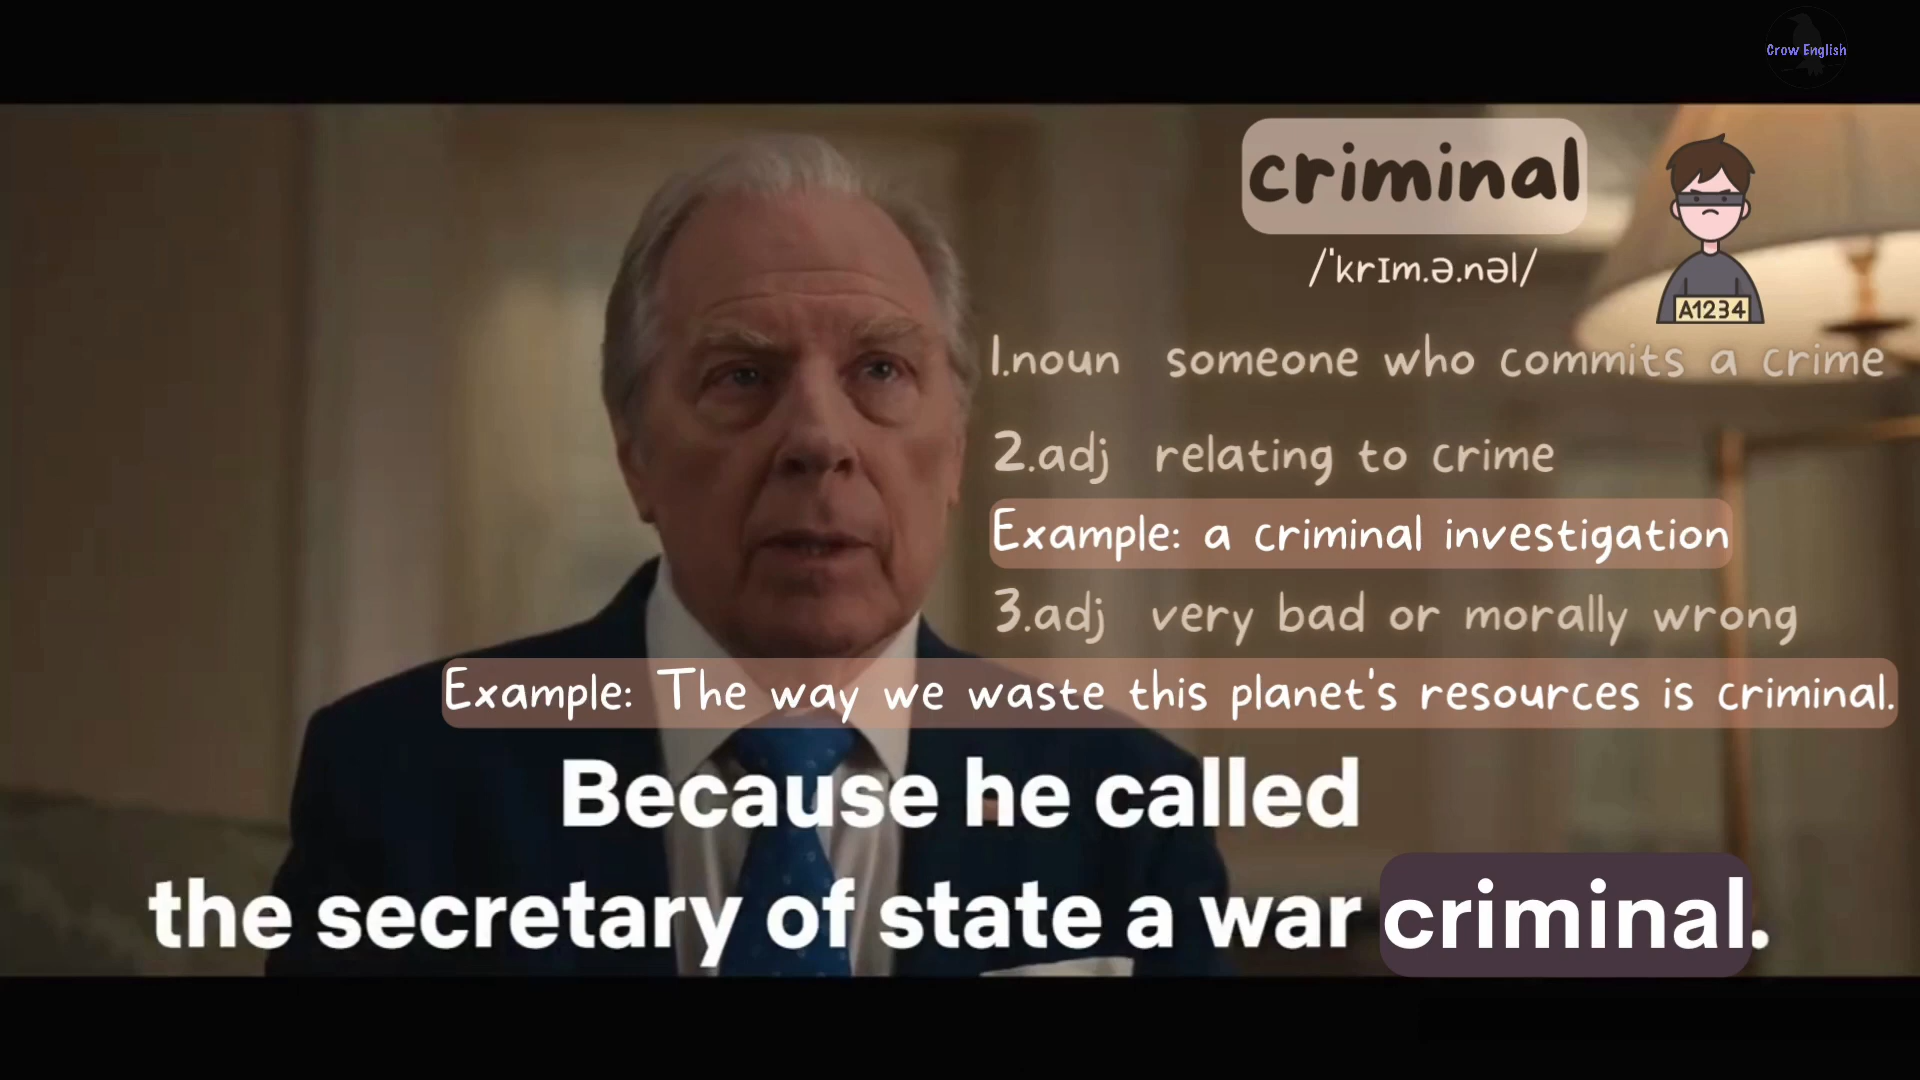 Crow English
criminal
/ˈkrɪm.ə.nəl/
A1234
1.noun someone who commits a crime
2.adj relating to crime
Example: a criminal investigation
3.adj very bad or morally wrong
Example: The way we waste this planet's resources is criminal.
Because he called
the secretary of state a war criminal.